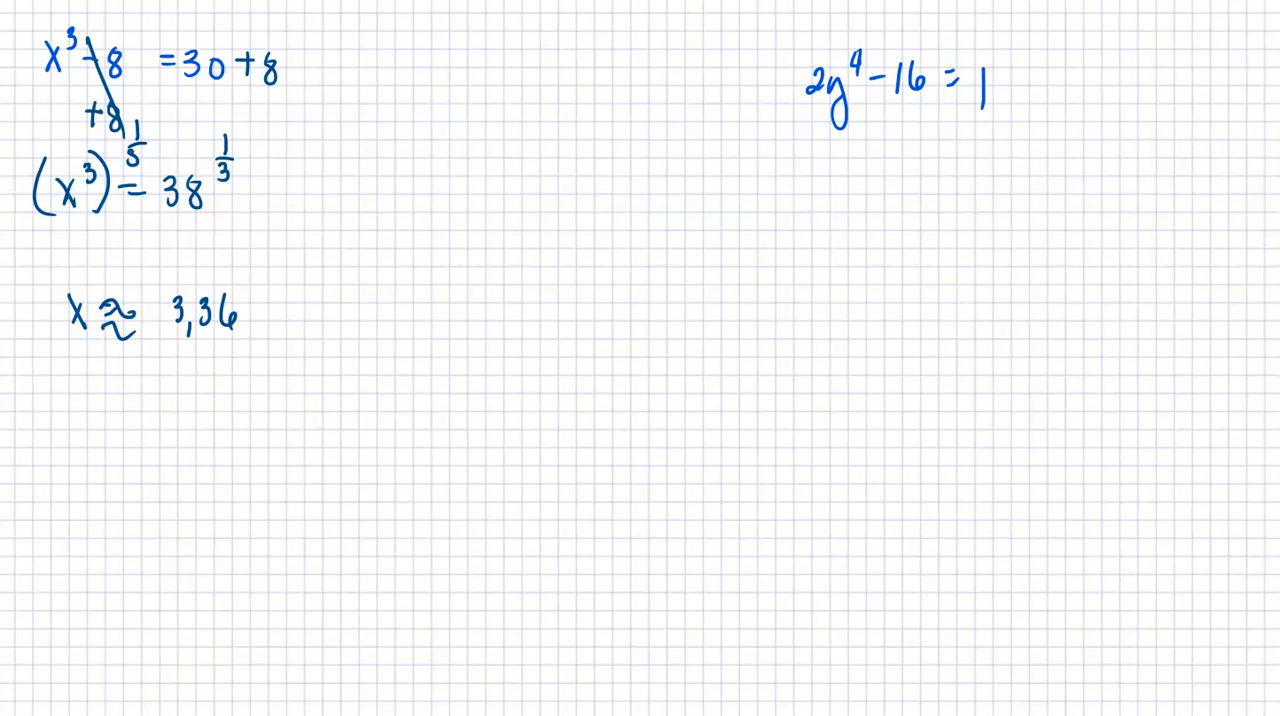 x³ - 8 = 30 + 8
+8
(x³)^(1/3) = 38^(1/3)
x ≈ 3,36
2y⁴ - 16 = 1